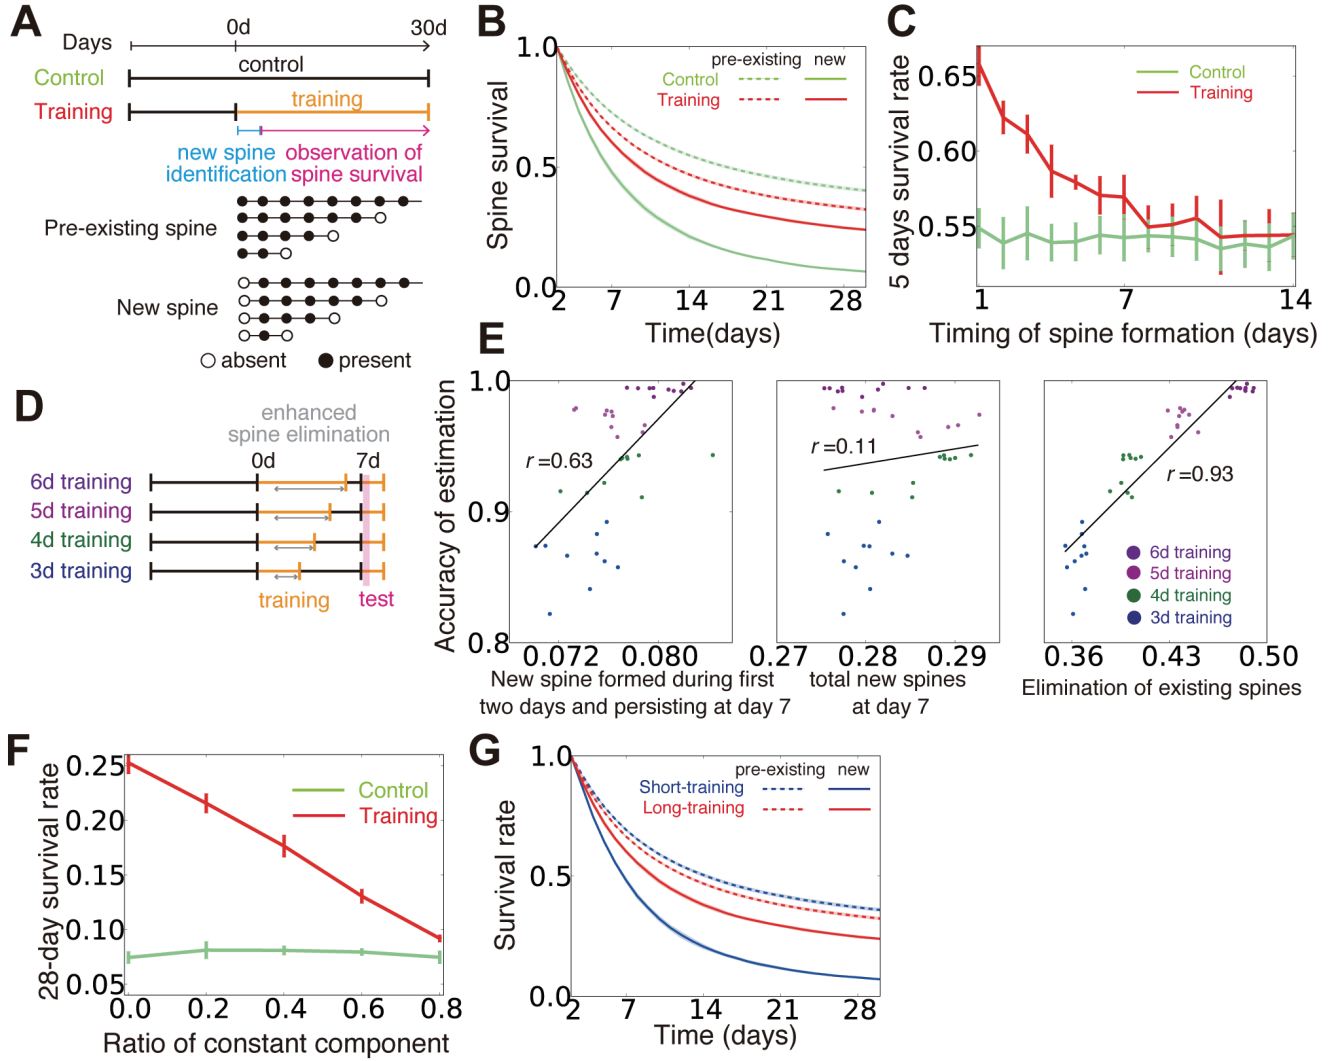 A
Days
0d
30d
Control
control
Training
training
new spine
identification
observation of
spine survival
Pre-existing spine
New spine
absent
present
B
Spine survival
1.0
0.5
0.0
pre-existing
new
Control
Training
2
7
14
21
28
Time(days)
C
5 days survival rate
0.65
0.60
0.55
Control
Training
1
7
14
Timing of spine formation (days)
D
enhanced
spine elimination
0d
7d
6d training
5d training
4d training
3d training
training
test
E
Accuracy of estimation
1.0
0.9
0.8
r=0.63
0.072
0.080
New spine formed during first
two days and persisting at day 7
r=0.11
0.27
0.28
0.29
total new spines
at day 7
r=0.93
6d training
5d training
4d training
3d training
0.36
0.43
0.50
Elimination of existing spines
F
28-day survival rate
0.25
0.20
0.15
0.10
0.05
Control
Training
0.0
0.2
0.4
0.6
0.8
Ratio of constant component
G
Survival rate
1.0
0.5
0.0
pre-existing
new
Short-training
Long-training
2
7
14
21
28
Time (days)